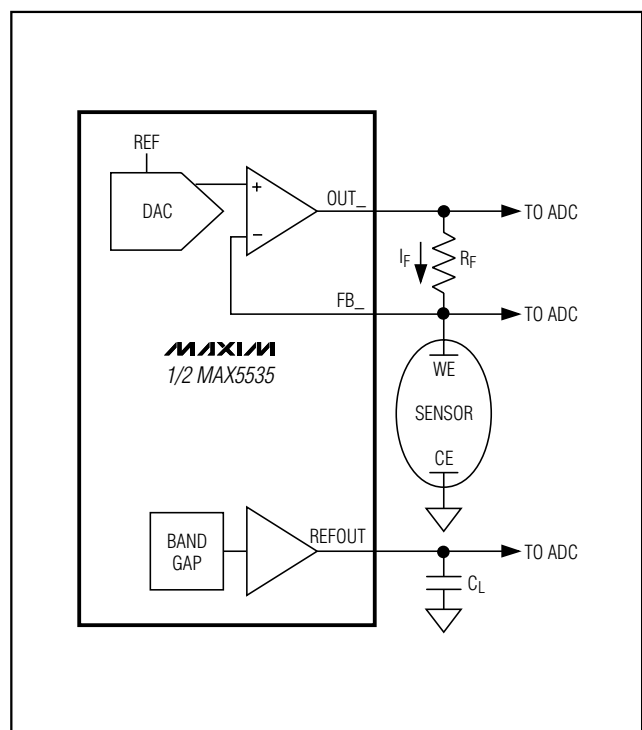 REF
DAC
+
−
OUT_
TO ADC
I_F
R_F
FB_
TO ADC
MAXIM
1/2 MAX5535
WE
SENSOR
CE
BAND
GAP
REFOUT
TO ADC
C_L